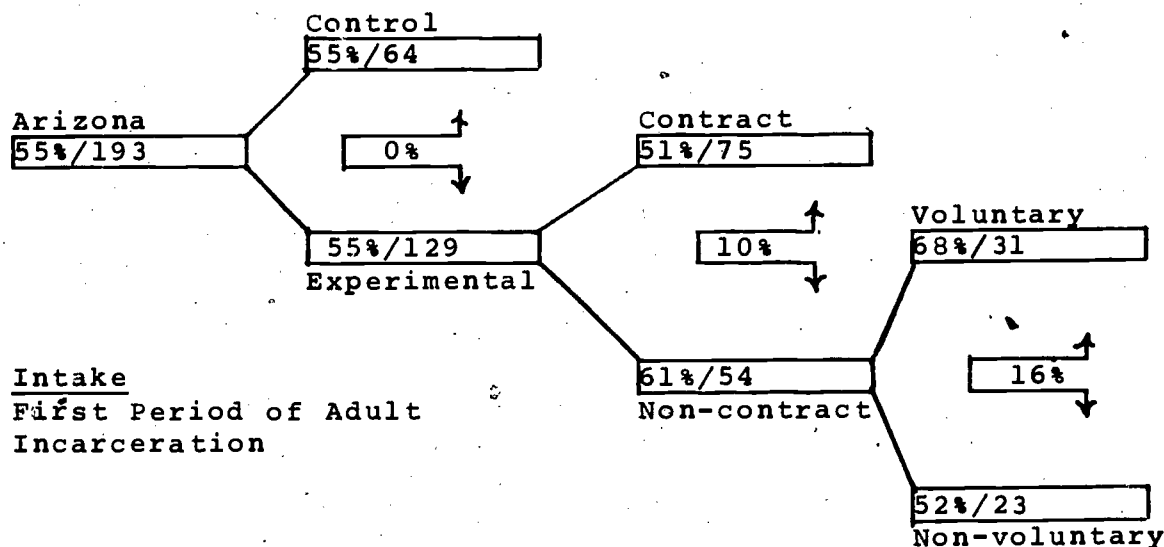 Control
55%/64
Arizona
55%/193
0%
Contract
51%/75
55%/129
Experimental
10%
Voluntary
68%/31
61%/54
Non-contract
16%
Intake
First Period of Adult
Incarceration
52%/23
Non-voluntary